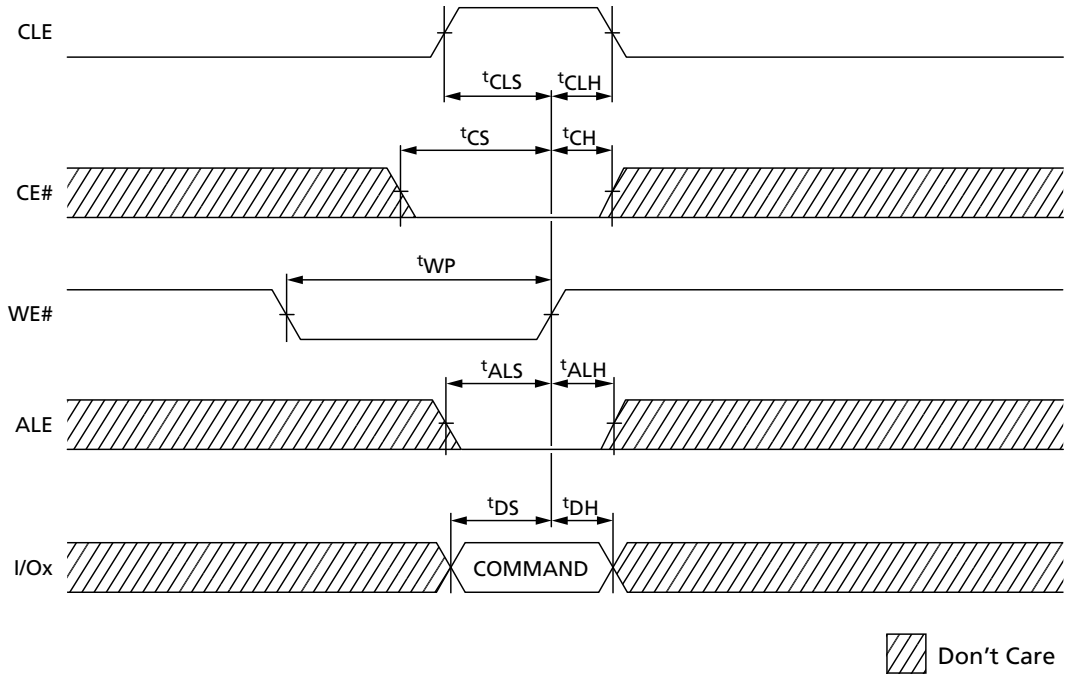 CLE
tCLS
tCLH
tCS
tCH
CE#
tWP
WE#
tALS
tALH
ALE
tDS
tDH
I/Ox
COMMAND
Don't Care